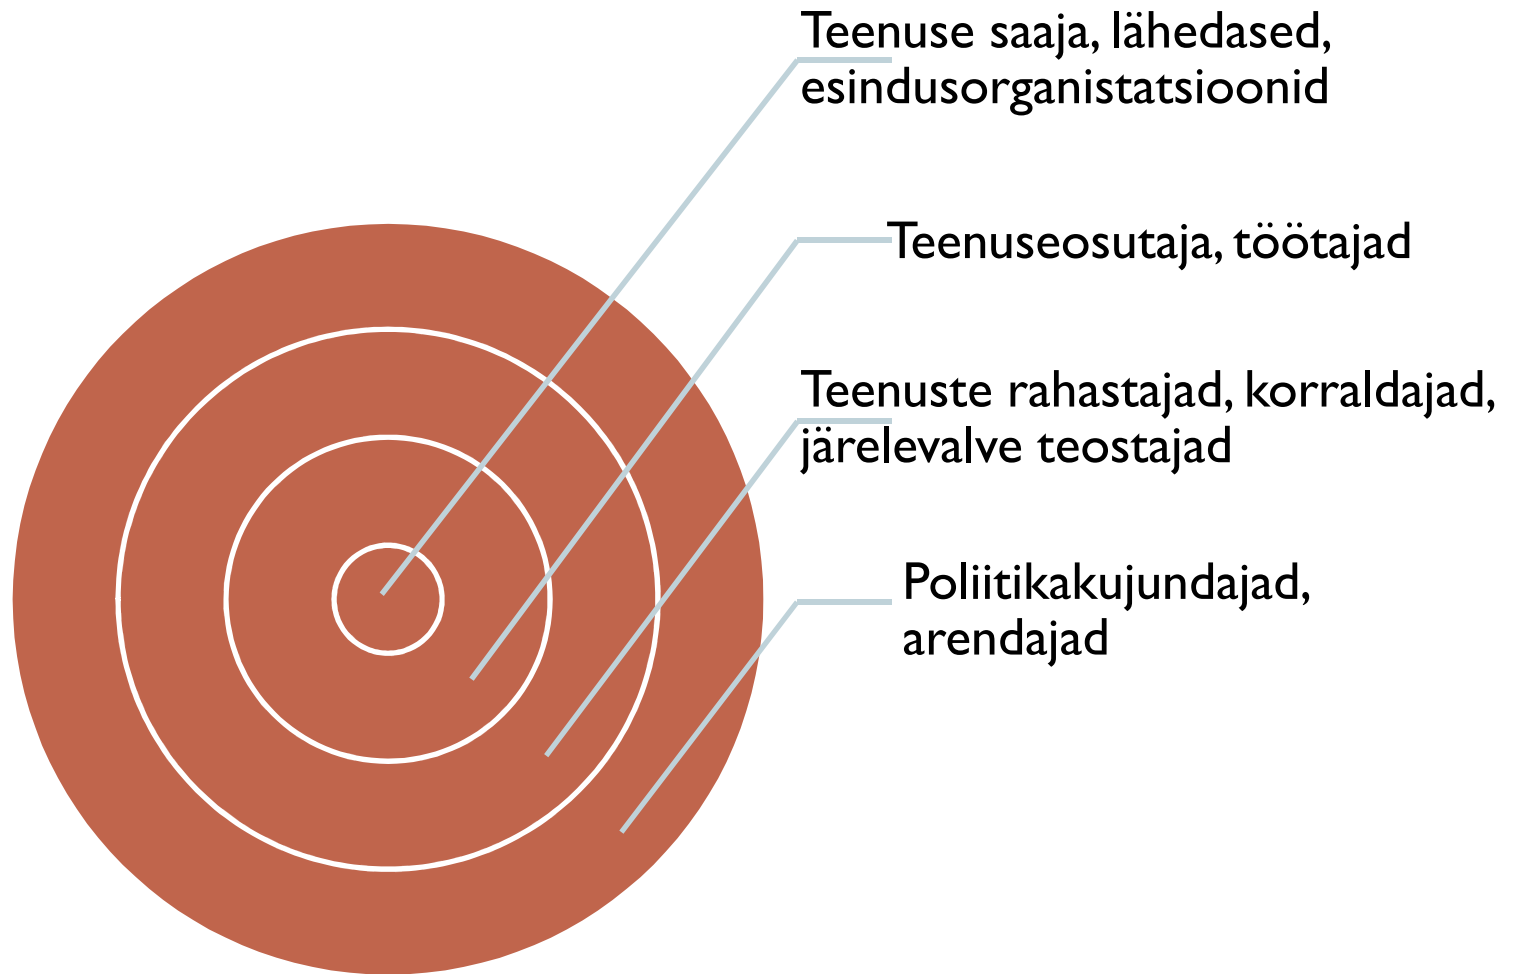 Teenuse saaja, lähedased,
esindusorganistatsioonid
Teenuseosutaja, töötajad
Teenuste rahastajad, korraldajad,
järelevalve teostajad
Poliitikakujundajad,
arendajad